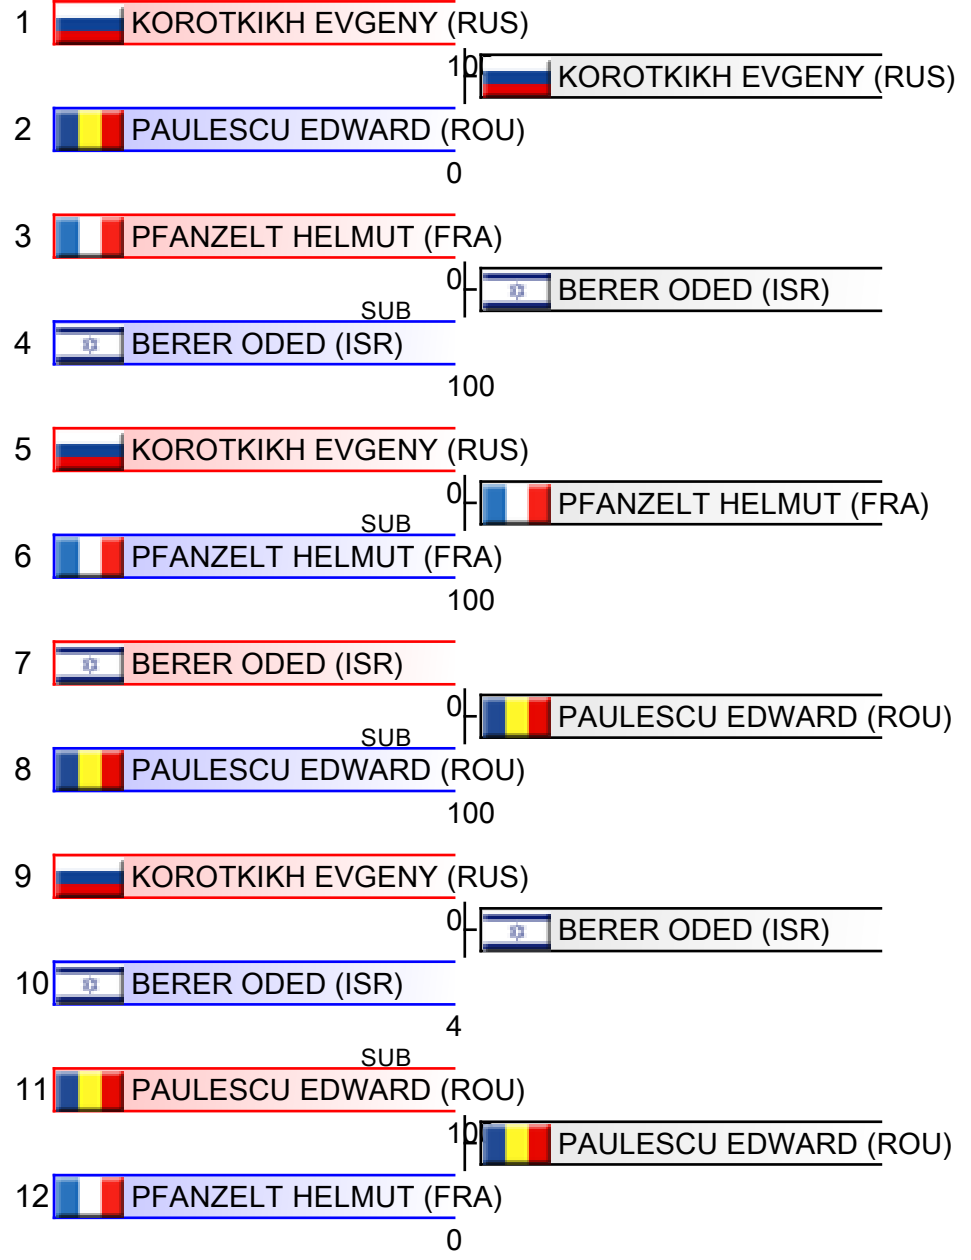 1 KOROTKIKH EVGENY (RUS)
KOROTKIKH EVGENY (RUS)
2 PAULESCU EDWARD (ROU)
0
3 PFANZELT HELMUT (FRA)
0 BERER ODED (ISR)
SUB
4 BERER ODED (ISR)
100
5 KOROTKIKH EVGENY (RUS)
0 PFANZELT HELMUT (FRA)
SUB
6 PFANZELT HELMUT (FRA)
100
7 BERER ODED (ISR)
0 PAULESCU EDWARD (ROU)
SUB
8 PAULESCU EDWARD (ROU)
100
9 KOROTKIKH EVGENY (RUS)
0 BERER ODED (ISR)
10 BERER ODED (ISR)
4
SUB
11 PAULESCU EDWARD (ROU)
PAULESCU EDWARD (ROU)
12 PFANZELT HELMUT (FRA)
0